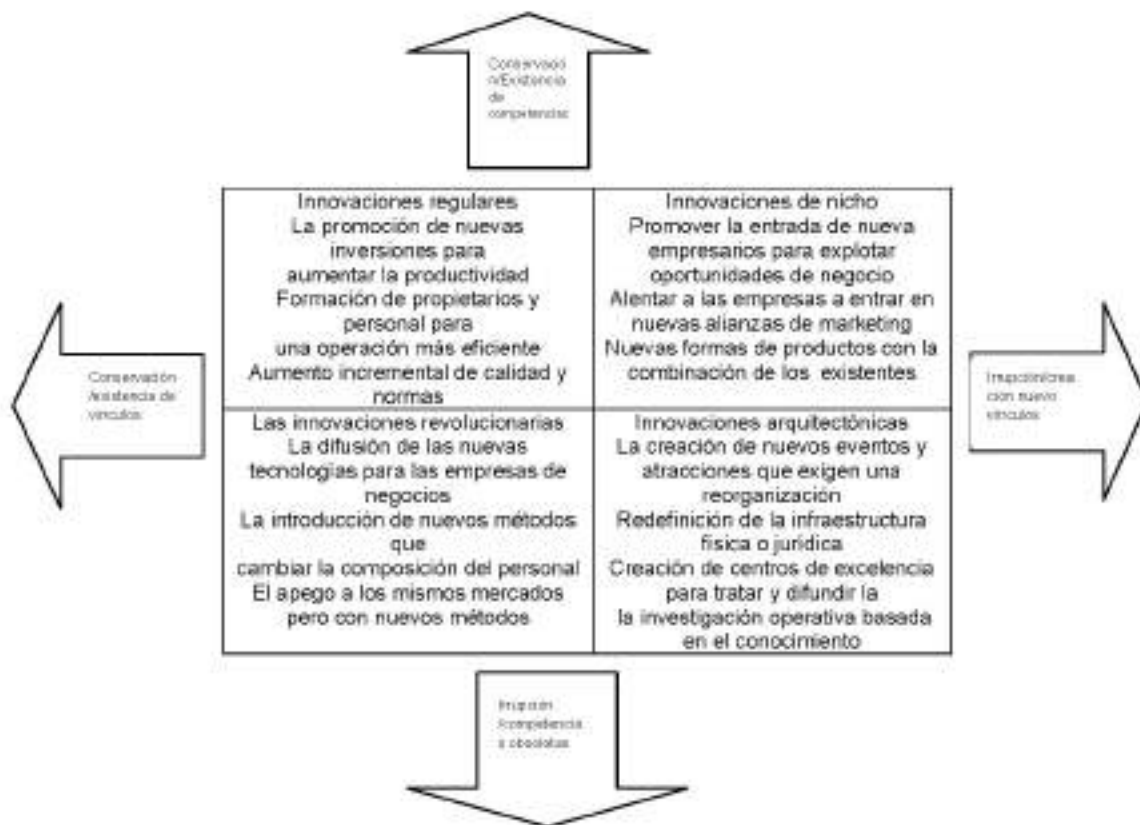 Conservació
n/Existencia
de
competencias
Innovaciones regulares
La promoción de nuevas
inversiones para
aumentar la productividad
Formación de propietarios y
personal para
una operación más eficiente
Aumento incremental de calidad y
normas
Innovaciones de nicho
Promover la entrada de nueva
empresarios para explotar
oportunidades de negocio
Alentar a las empresas a entrar en
nuevas alianzas de marketing
Nuevas formas de productos con la
combinación de los existentes
Conservación
/existencia de
vínculos
Irrupción/crea
ción nuevo
vínculos
Las innovaciones revolucionarias
La difusión de las nuevas
tecnologías para las empresas de
negocios
La introducción de nuevos métodos
que
cambiar la composición del personal
El apego a los mismos mercados
pero con nuevos métodos
Innovaciones arquitectónicas
La creación de nuevos eventos y
atracciones que exigen una
reorganización
Redefinición de la infraestructura
física o jurídica
Creación de centros de excelencia
para tratar y difundir la
la investigación operativa basada
en el conocimiento
Irrupción
/competencia
s obsoletas